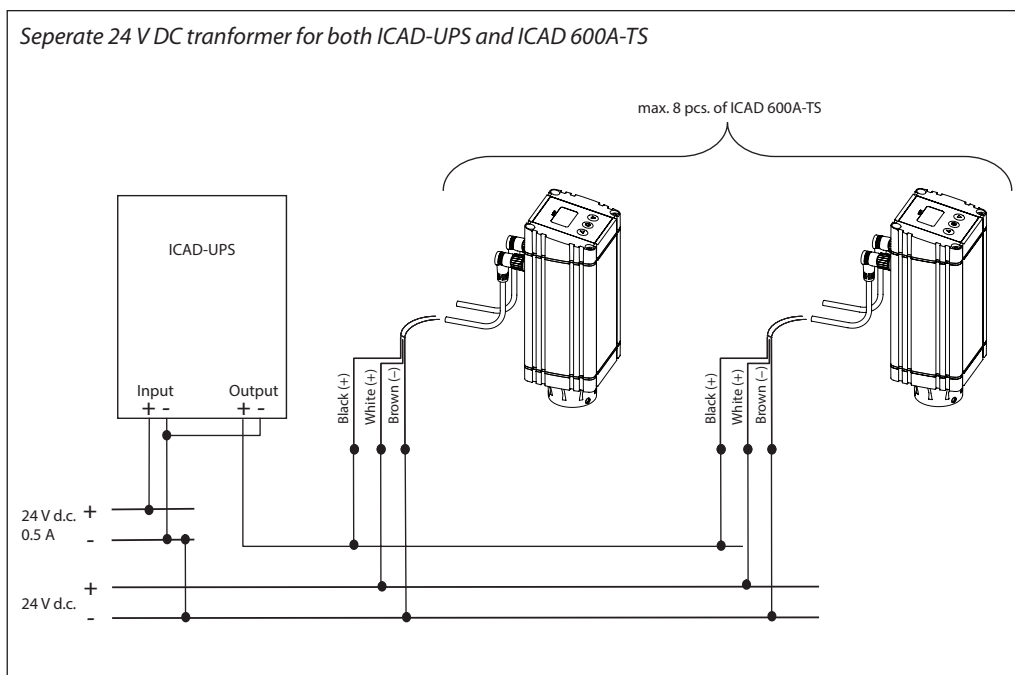 Seperate 24 V DC tranformer for both ICAD-UPS and ICAD 600A-TS
max. 8 pcs. of ICAD 600A-TS
ICAD-UPS
Input
Output
+ -
+ -
Black (+)
White (+)
Brown (–)
Black (+)
White (+)
Brown (–)
24 V d.c.
0.5 A
+
-
24 V d.c.
+
-